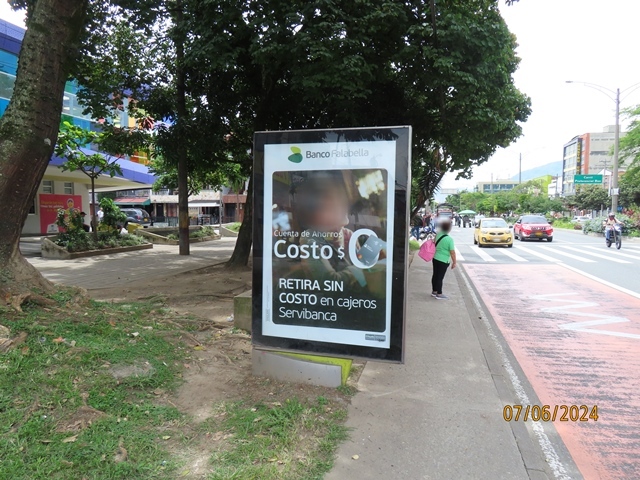 Banco Falabella
Cuenta de Ahorros
Costo $0
RETIRA SIN
COSTO en cajeros
Servibanca
07/06/2024